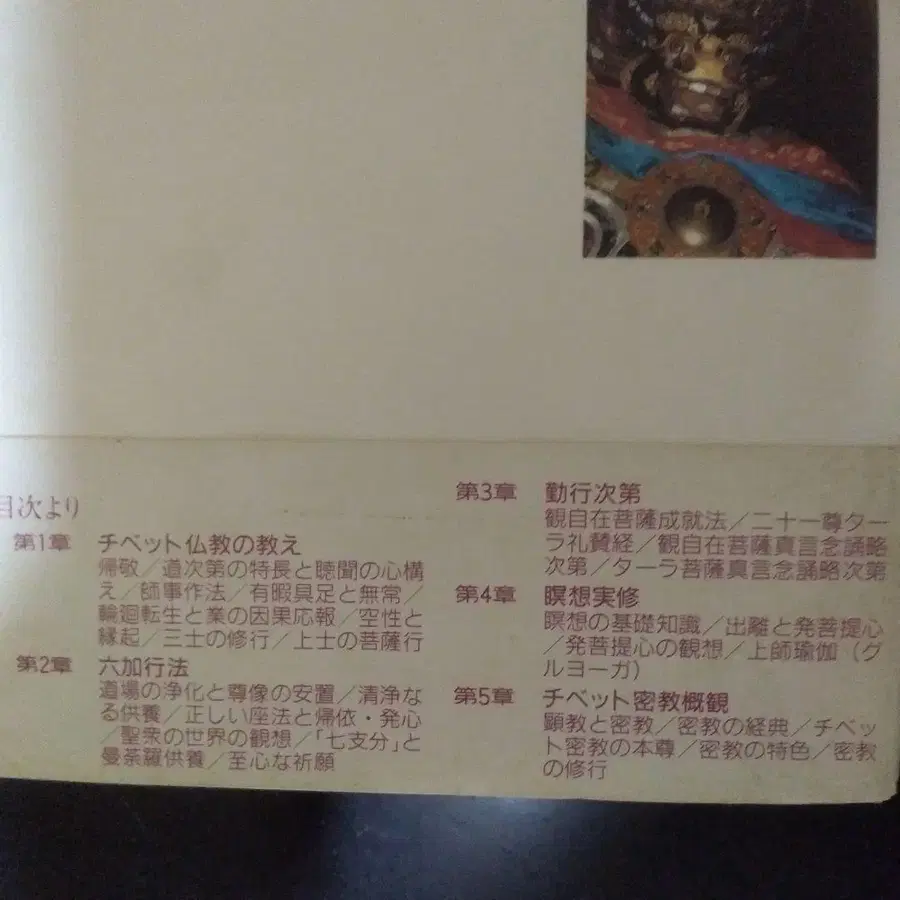 目次より
第1章 チベット仏教の教え
帰敬／道次第の特長と聴聞の心構
え／師事作法／有暇具足と無常／
輪廻転生と業の因果応報／空性と
縁起／三士の修行／上士の菩薩行
第2章 六加行法
道場の浄化と尊像の安置／清浄な
る供養／正しい座法と帰依・発心
／聖衆の世界の観想／「七支分」と
曼荼羅供養／至心な祈願
第3章 勤行次第
観自在菩薩成就法／二十一尊ター
ラ礼賛経／観自在菩薩真言念誦略
次第／ターラ菩薩真言念誦略次第
第4章 瞑想実修
瞑想の基礎知識／出離と発菩提心
／発菩提心の観想／上師瑜伽（グ
ルヨーガ）
第5章 チベット密教概観
顕教と密教／密教の経典／チベッ
ト密教の本尊／密教の特色／密教
の修行